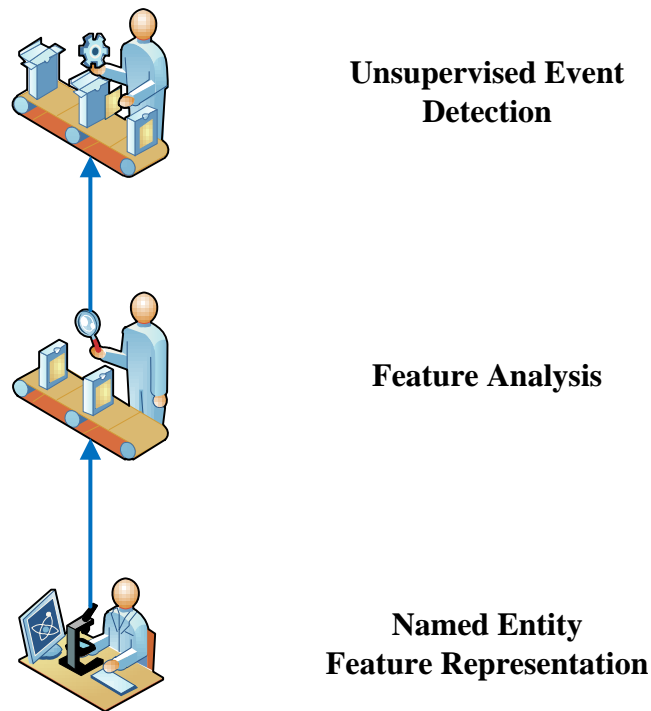 Unsupervised Event
Detection
Feature Analysis
Named Entity
Feature Representation